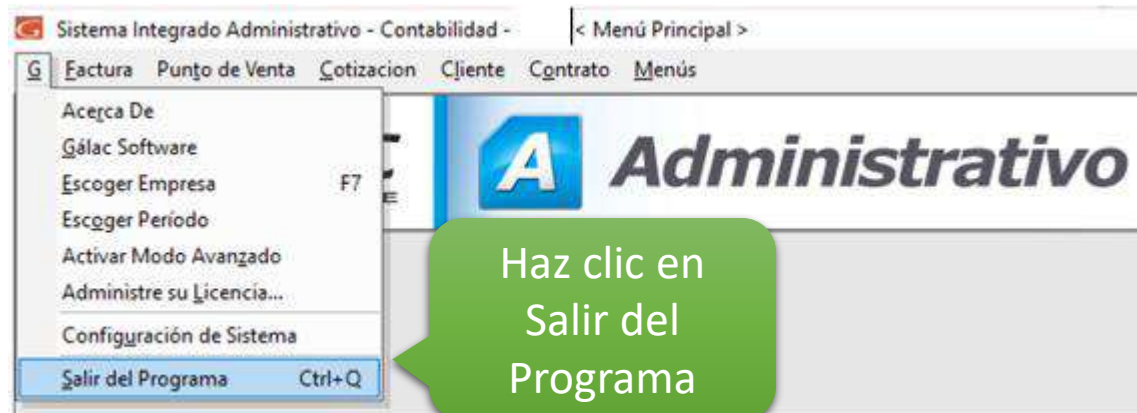 G Sistema Integrado Administrativo - Contabilidad - < Menú Principal >
G Factura Punto de Venta Cotizacion Cliente Contrato Menús
Acerca De
Gálac Software
Escoger Empresa F7
Escoger Período
Activar Modo Avanzado
Administre su Licencia...
Configuración de Sistema
Salir del Programa Ctrl+Q
A Administrativo
Haz clic en
Salir del
Programa